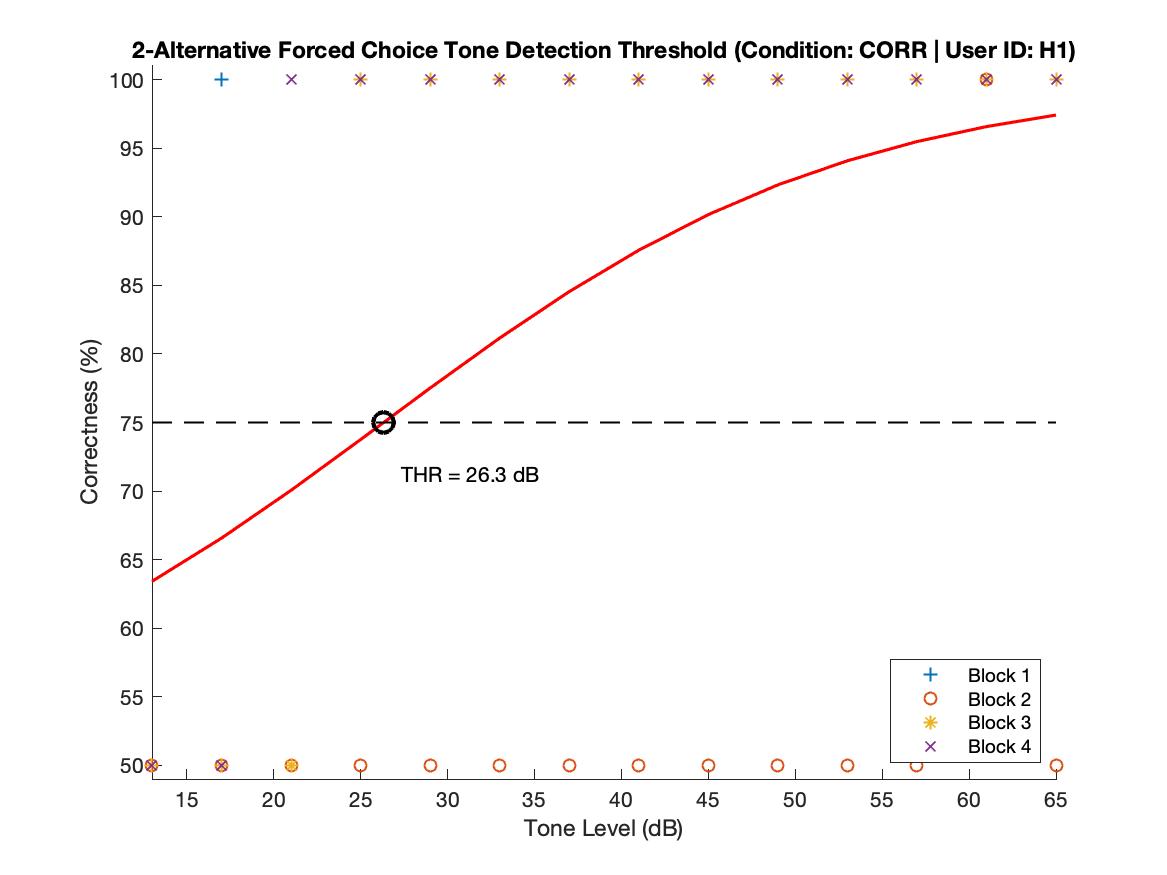 2-Alternative Forced Choice Tone Detection Threshold (Condition: CORR | User ID: H1)
100
95
90
85
80
75
70
65
60
55
50
Correctness (%)
THR = 26.3 dB
Block 1
Block 2
Block 3
Block 4
15 20 25 30 35 40 45 50 55 60 65
Tone Level (dB)